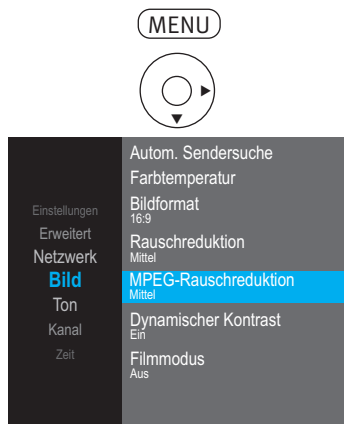 MENU
Einstellungen
Erweitert
Netzwerk
Bild
Ton
Kanal
Zeit
Autom. Sendersuche
Farbtemperatur
Bildformat
16:9
Rauschreduktion
Mittel
MPEG-Rauschreduktion
Mittel
Dynamischer Kontrast
Ein
Filmmodus
Aus